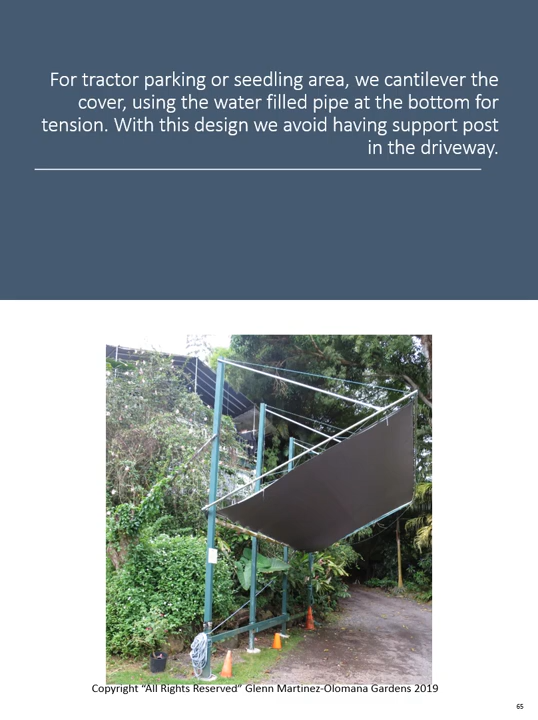 For tractor parking or seedling area, we cantilever the
cover, using the water filled pipe at the bottom for
tension. With this design we avoid having support post
in the driveway.
Copyright “All Rights Reserved” Glenn Martinez-Olomana Gardens 2019
65